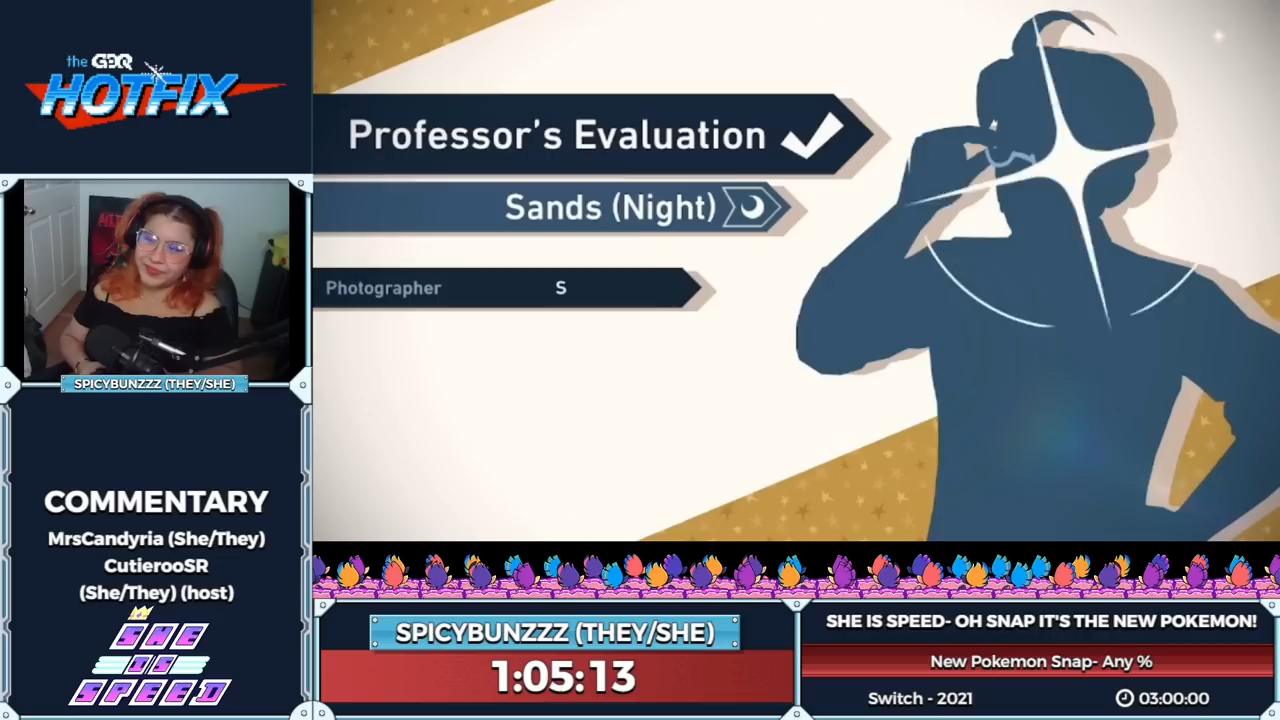 the GDQ
HOTFIX
SPICYBUNZZZ (THEY/SHE)
COMMENTARY
MrsCandyria (She/They)
CutierooSR
(She/They) (host)
SHE
IS
SPEED
Professor's Evaluation
Sands (Night)
Photographer S
SPICYBUNZZZ (THEY/SHE)
1:05:13
SHE IS SPEED- OH SNAP IT'S THE NEW POKEMON!
New Pokemon Snap- Any %
Switch - 2021 03:00:00